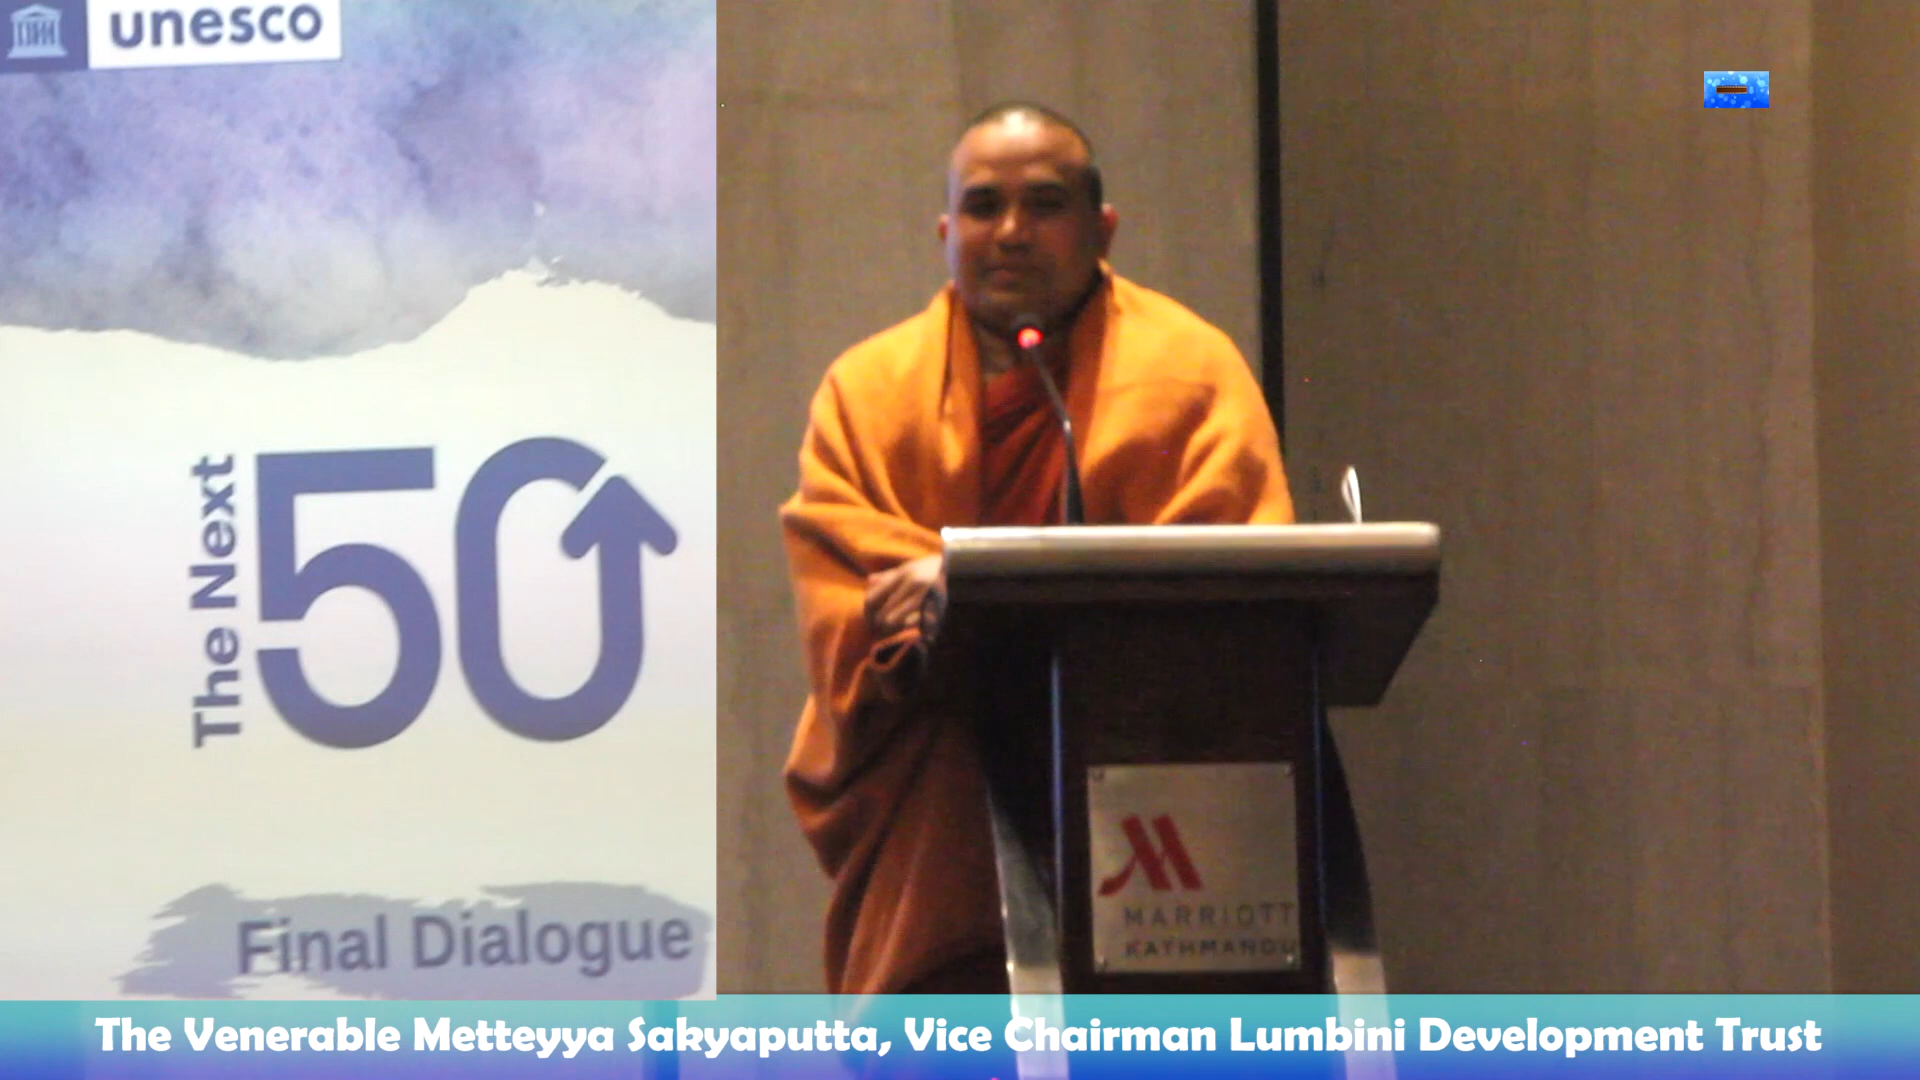 unesco
The Next
50
Final Dialogue
MARRIOTT
KATHMANDU
The Venerable Metteyya Sakyaputta, Vice Chairman Lumbini Development Trust